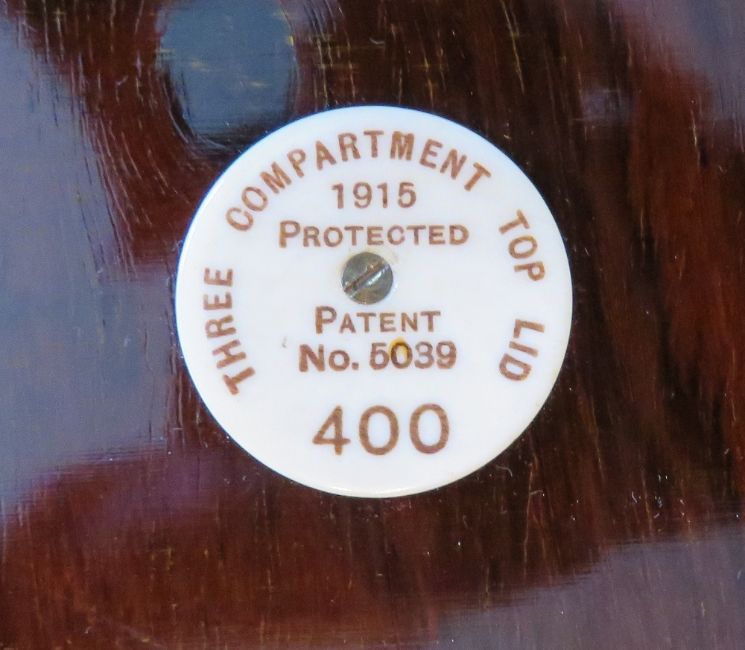 THREE COMPARTMENT TOP LID
1915
PROTECTED
PATENT
No. 5039
400